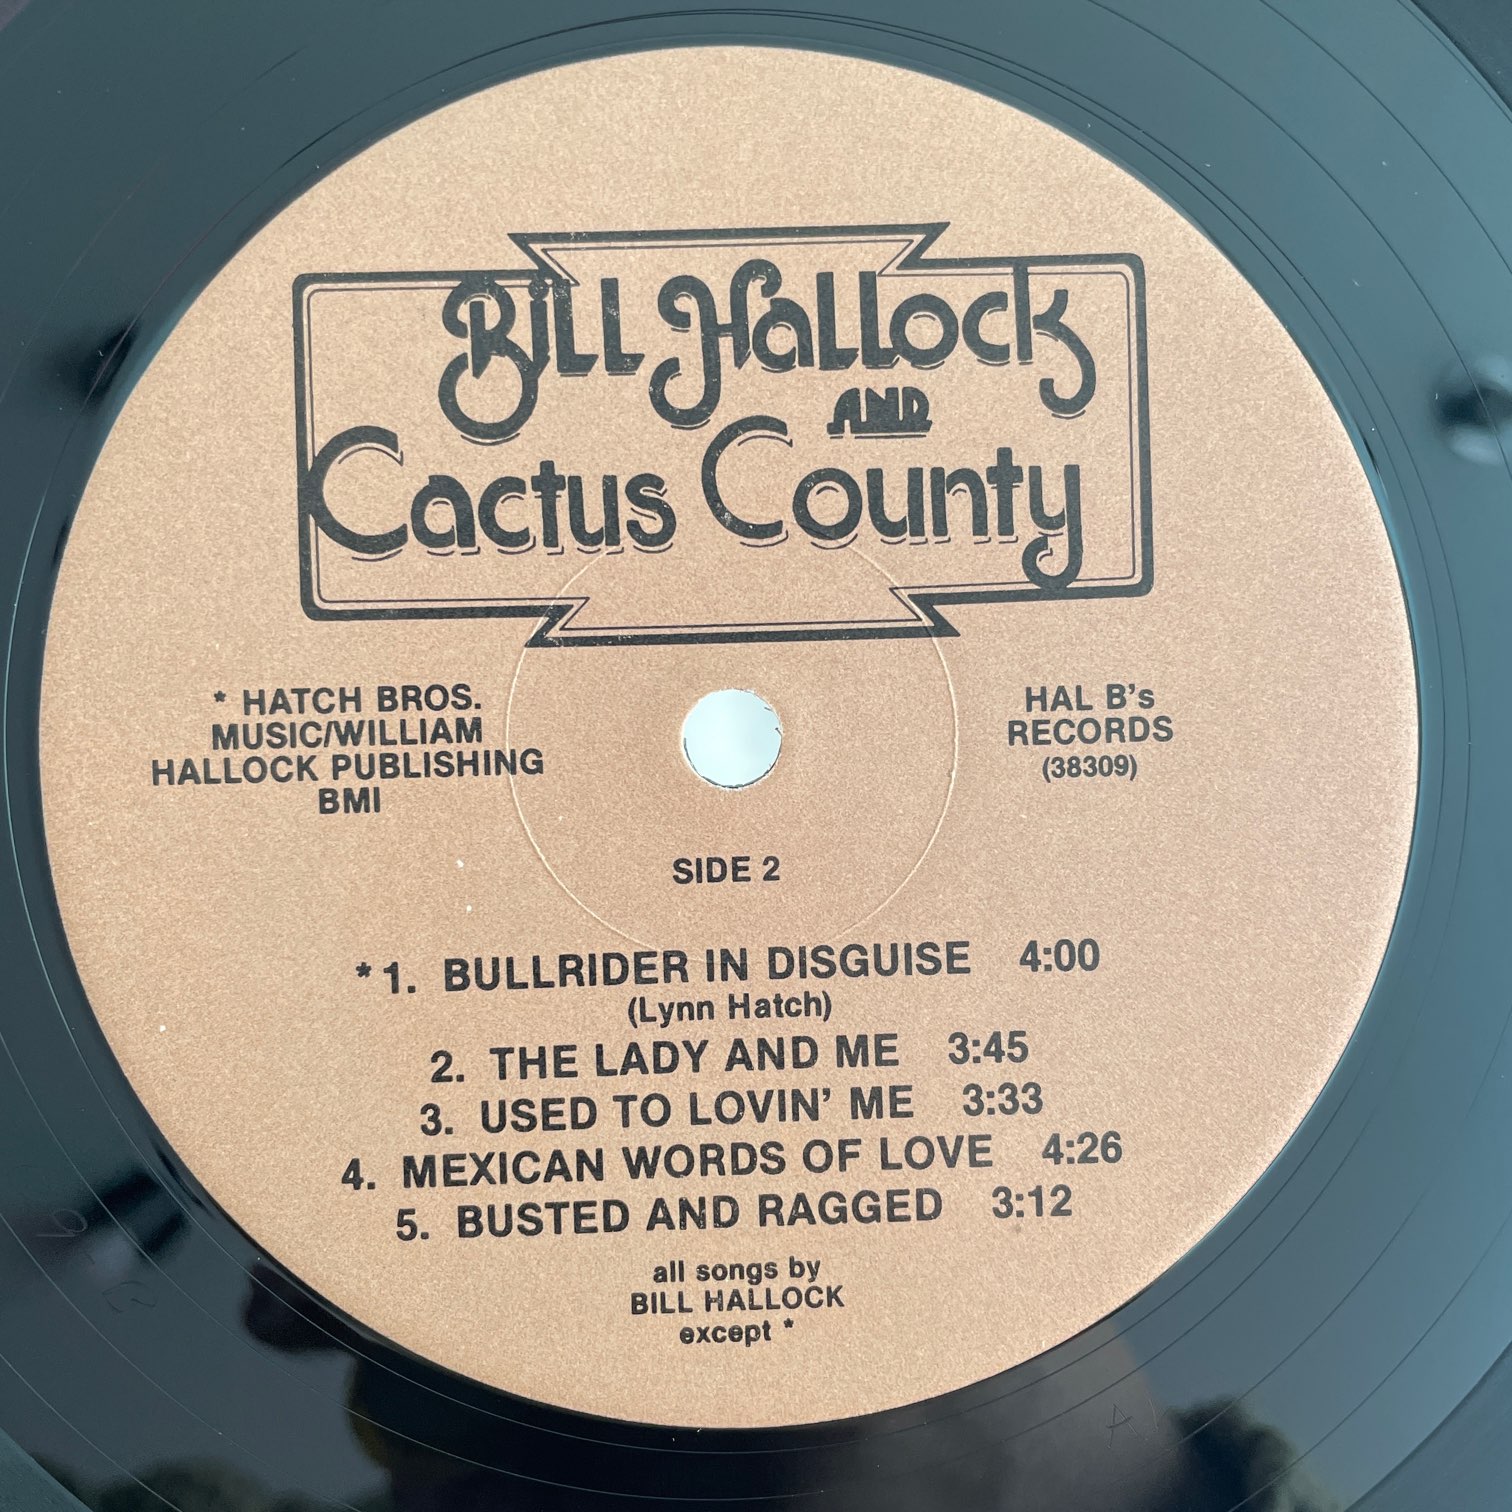 Bill Hallock
AND
Cactus County
* HATCH BROS.
MUSIC/WILLIAM
HALLOCK PUBLISHING
BMI
HAL B's
RECORDS
(38309)
SIDE 2
* 1. BULLRIDER IN DISGUISE 4:00
(Lynn Hatch)
2. THE LADY AND ME 3:45
3. USED TO LOVIN' ME 3:33
4. MEXICAN WORDS OF LOVE 4:26
5. BUSTED AND RAGGED 3:12
all songs by
BILL HALLOCK
except *